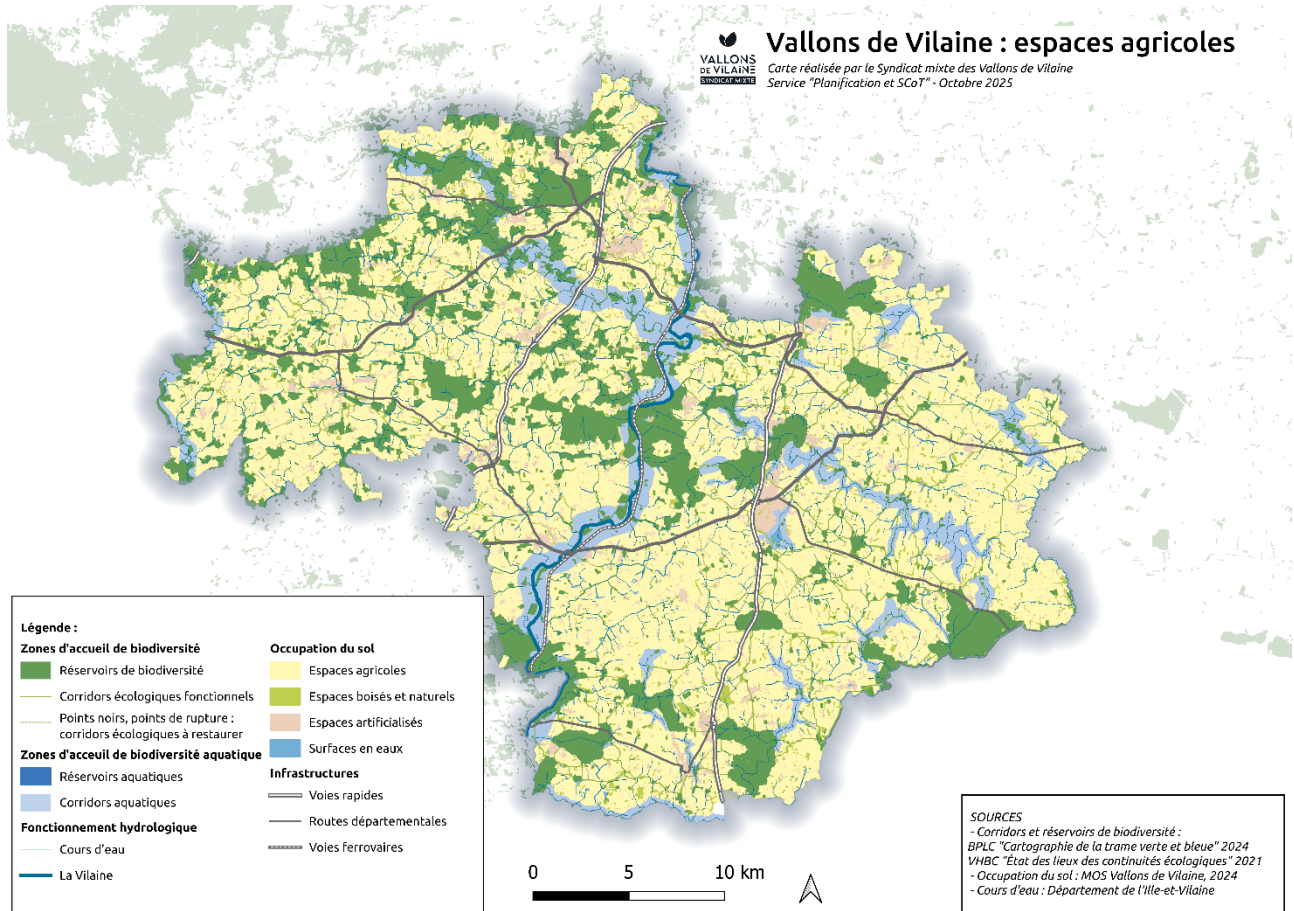 Vallons de Vilaine : espaces agricoles
VALLONS
DE VILAINE
SYNDICAT MIXTE
Carte réalisée par le Syndicat mixte des Vallons de Vilaine
Service "Planification et SCoT" - Octobre 2025
Légende :
Zones d'accueil de biodiversité
Réservoirs de biodiversité
Corridors écologiques fonctionnels
Points noirs, points de rupture :
corridors écologiques à restaurer
Zones d'acceuil de biodiversité aquatique
Réservoirs aquatiques
Corridors aquatiques
Fonctionnement hydrologique
Cours d'eau
La Vilaine
Occupation du sol
Espaces agricoles
Espaces boisés et naturels
Espaces artificialisés
Surfaces en eaux
Infrastructures
Voies rapides
Routes départementales
Voies ferrovaires
0 5 10 km
SOURCES
- Corridors et réservoirs de biodiversité :
BPLC "Cartographie de la trame verte et bleue" 2024
VHBC "État des lieux des continuités écologiques" 2021
- Occupation du sol : MOS Vallons de Vilaine, 2024
- Cours d'eau : Département de l'Ille-et-Vilaine